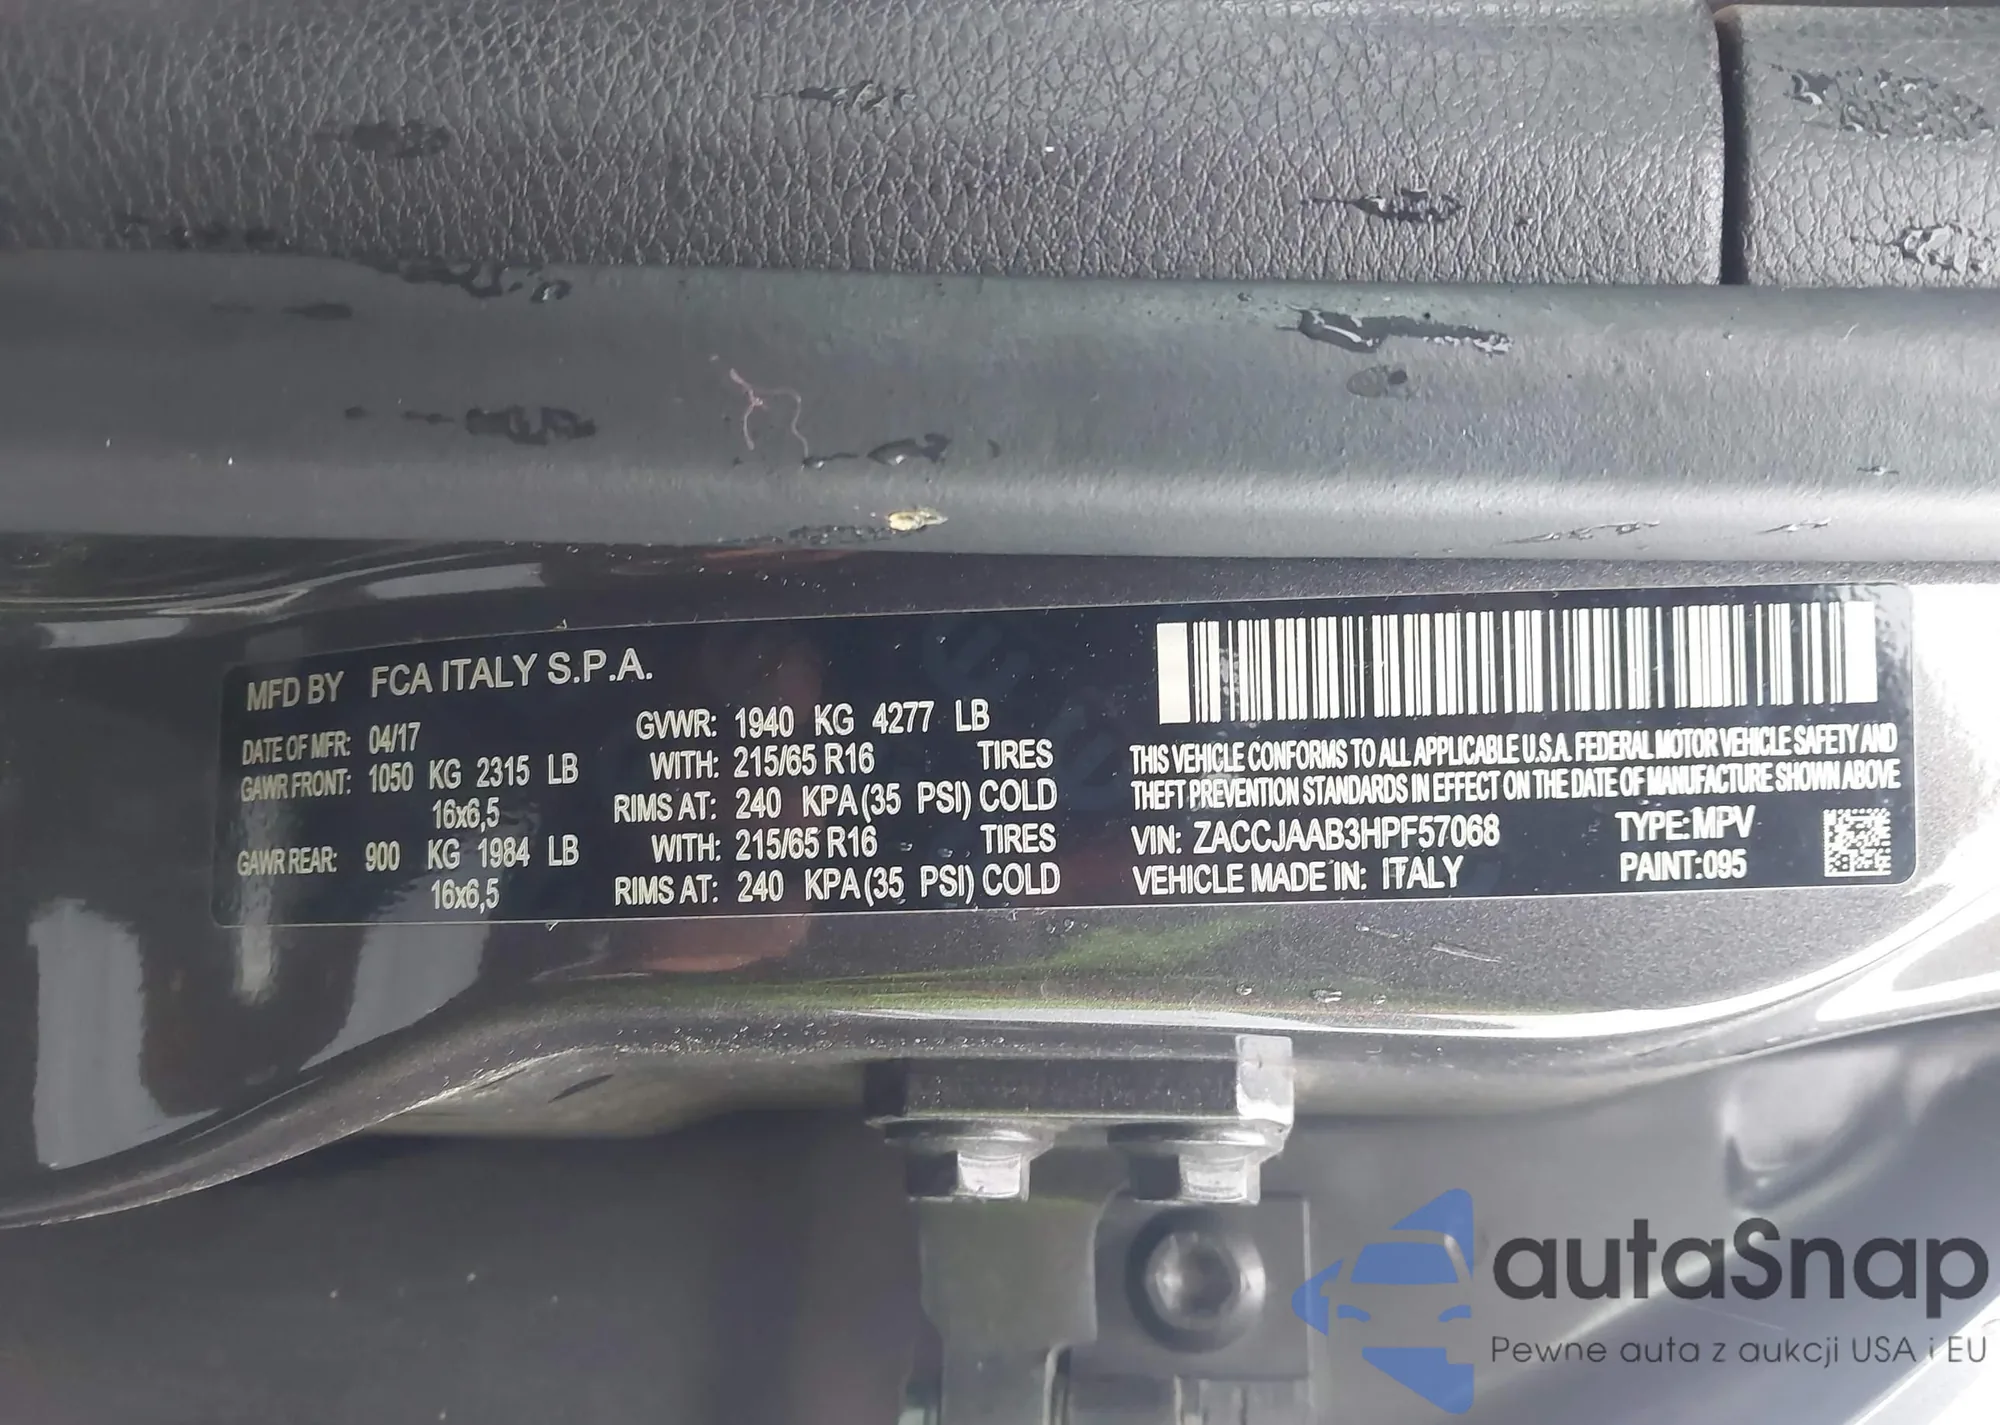 MFD BY FCA ITALY S.P.A.
DATE OF MFR: 04/17 GVWR: 1940 KG 4277 LB
GAWR FRONT: 1050 KG 2315 LB WITH: 215/65 R16 TIRES
16x6,5 RIMS AT: 240 KPA (35 PSI) COLD
GAWR REAR: 900 KG 1984 LB WITH: 215/65 R16 TIRES
16x6,5 RIMS AT: 240 KPA (35 PSI) COLD
THIS VEHICLE CONFORMS TO ALL APPLICABLE U.S.A. FEDERAL MOTOR VEHICLE SAFETY AND
THEFT PREVENTION STANDARDS IN EFFECT ON THE DATE OF MANUFACTURE SHOWN ABOVE
VIN: ZACCJAAB3HPF57068 TYPE: MPV
VEHICLE MADE IN: ITALY PAINT: 095
autaSnap
Pewne auta z aukcji USA i EU